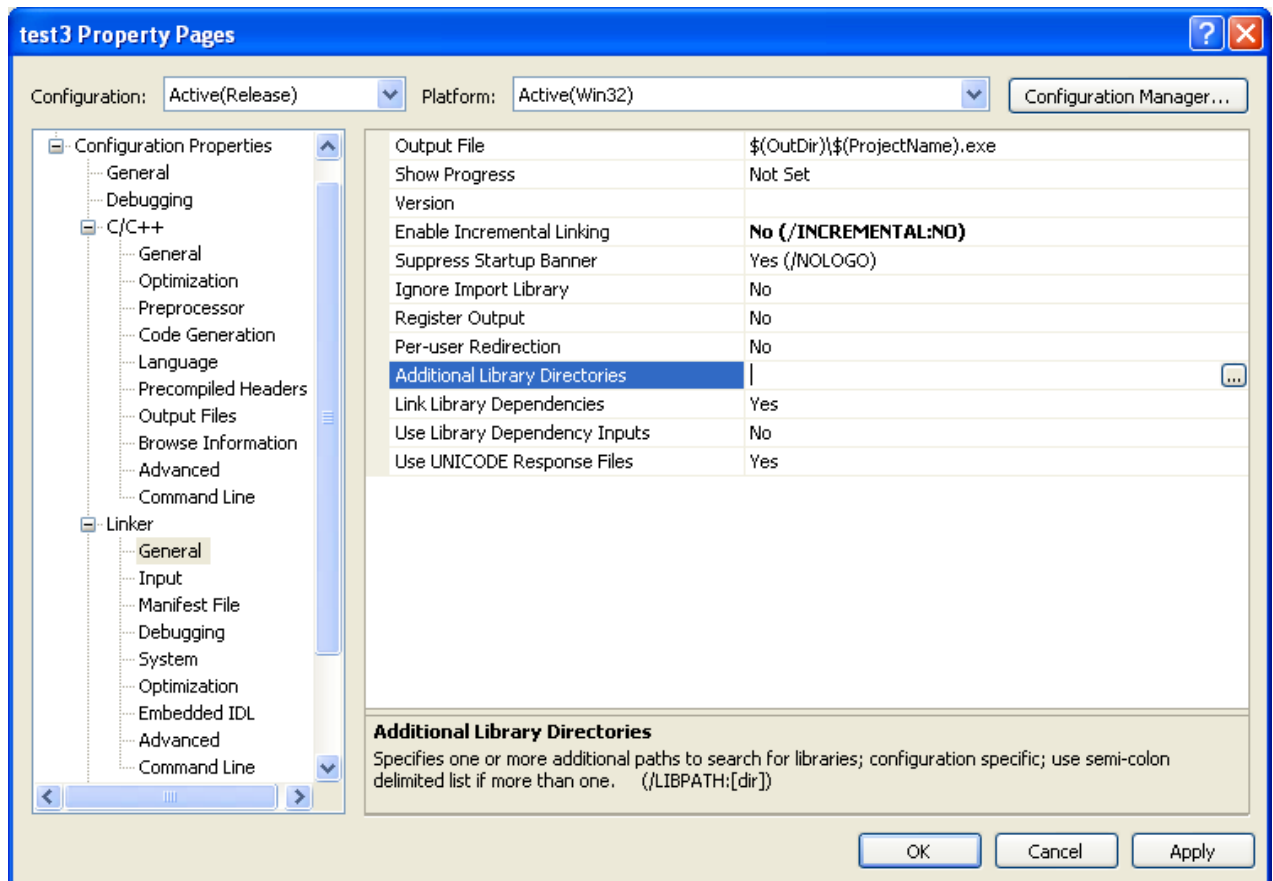 test3 Property Pages
Configuration: Active(Release) Platform: Active(Win32) Configuration Manager...
Configuration Properties
General
Debugging
C/C++
General
Optimization
Preprocessor
Code Generation
Language
Precompiled Headers
Output Files
Browse Information
Advanced
Command Line
Linker
General
Input
Manifest File
Debugging
System
Optimization
Embedded IDL
Advanced
Command Line
Output File $(OutDir)\$(ProjectName).exe
Show Progress Not Set
Version
Enable Incremental Linking No (/INCREMENTAL:NO)
Suppress Startup Banner Yes (/NOLOGO)
Ignore Import Library No
Register Output No
Per-user Redirection No
Additional Library Directories ...
Link Library Dependencies Yes
Use Library Dependency Inputs No
Use UNICODE Response Files Yes
Additional Library Directories
Specifies one or more additional paths to search for libraries; configuration specific; use semi-colon
delimited list if more than one. (/LIBPATH:[dir])
OK Cancel Apply